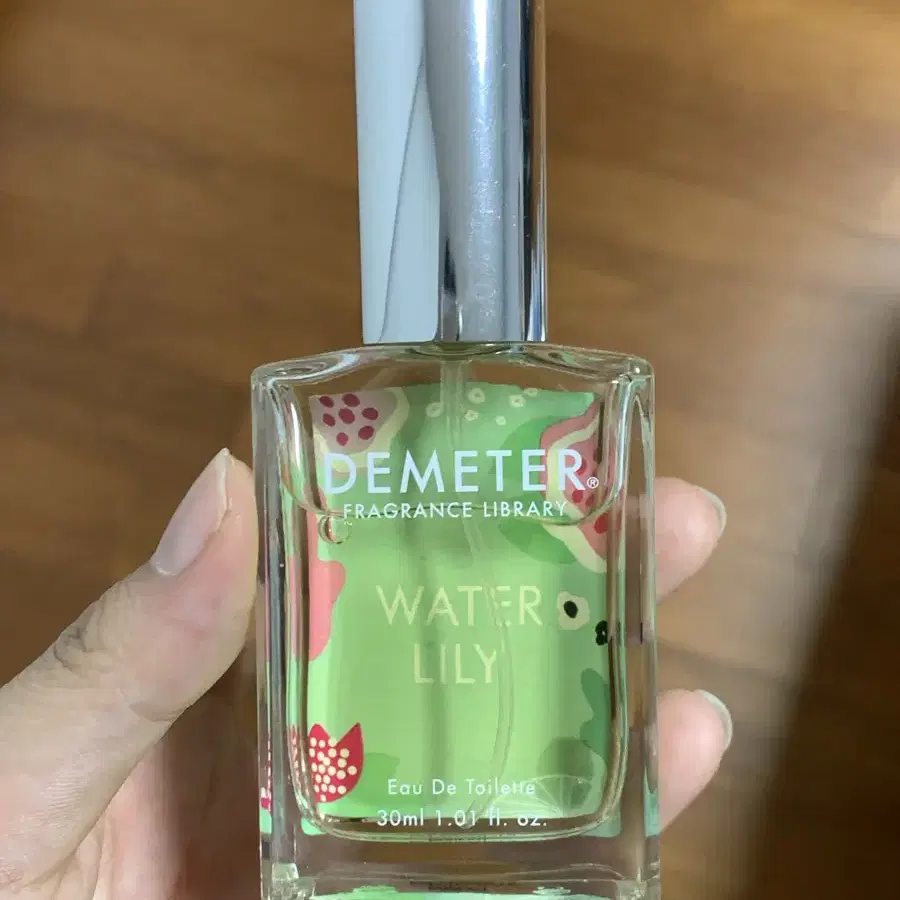 DEMETER®
FRAGRANCE LIBRARY
WATER
LILY
Eau De Toilette
30ml 1.01 fl. oz.